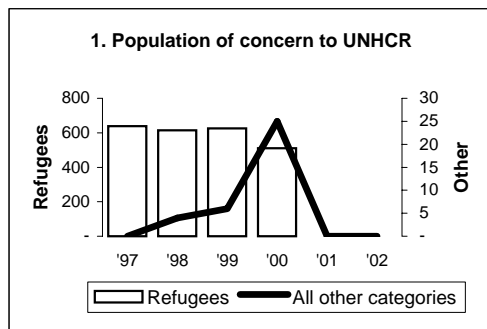 1. Population of concern to UNHCR
800
600
400
200
-
Refugees
30
25
20
15
10
5
-
Other
'97 '98 '99 '00 '01 '02
Refugees All other categories